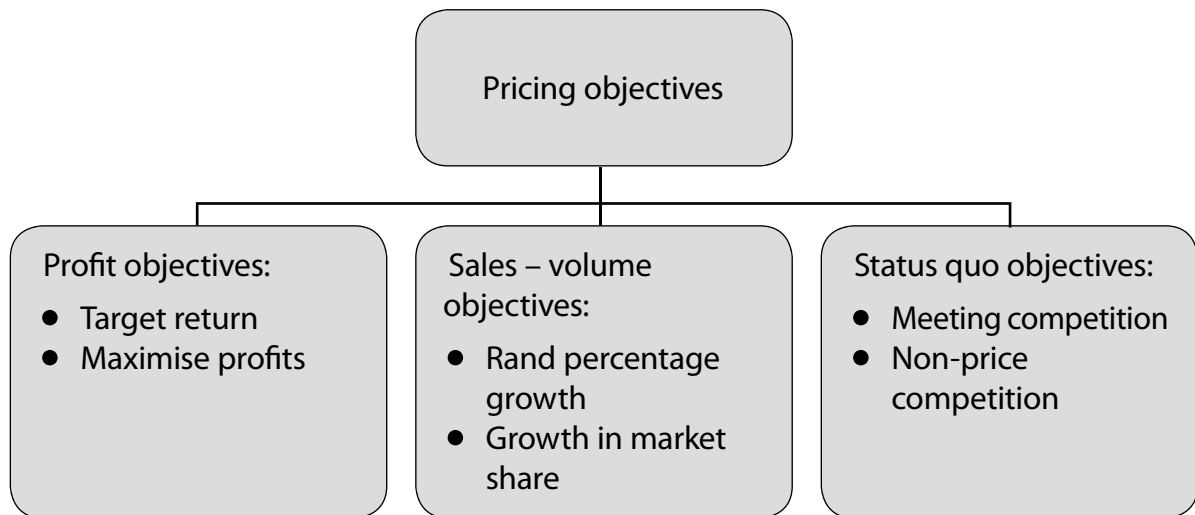 Pricing objectives
Profit objectives:
● Target return
● Maximise profits
Sales – volume
objectives:
● Rand percentage
growth
● Growth in market
share
Status quo objectives:
● Meeting competition
● Non-price
competition